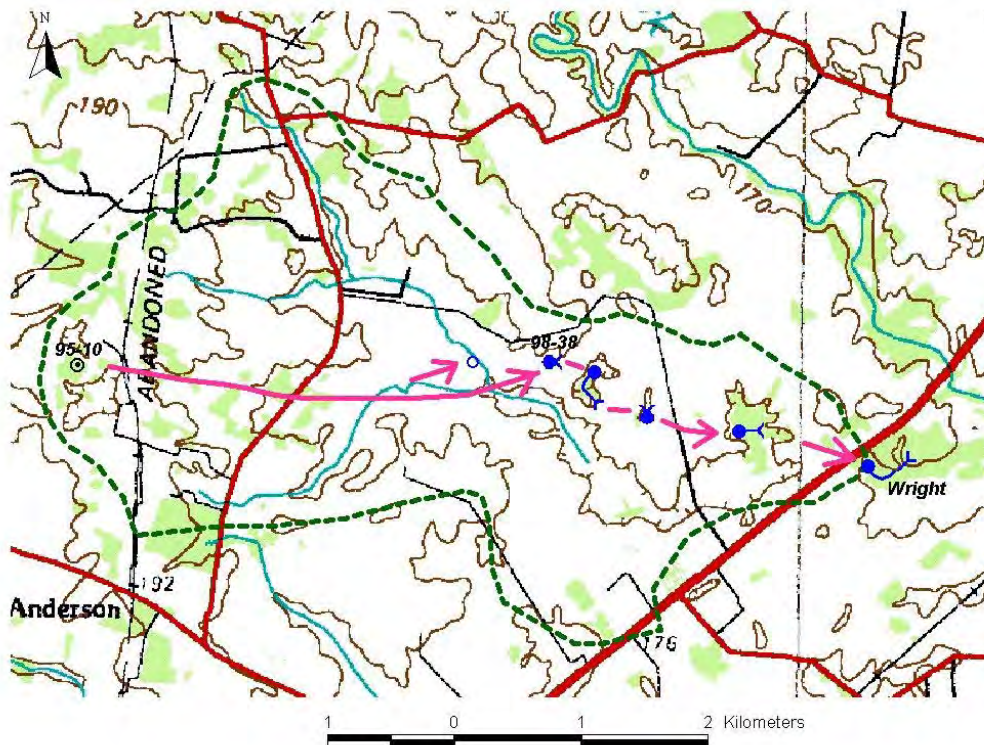 N
190
170
ABANDONED
95-10
98-38
Wright
192
Anderson
176
1 0 1 2 Kilometers